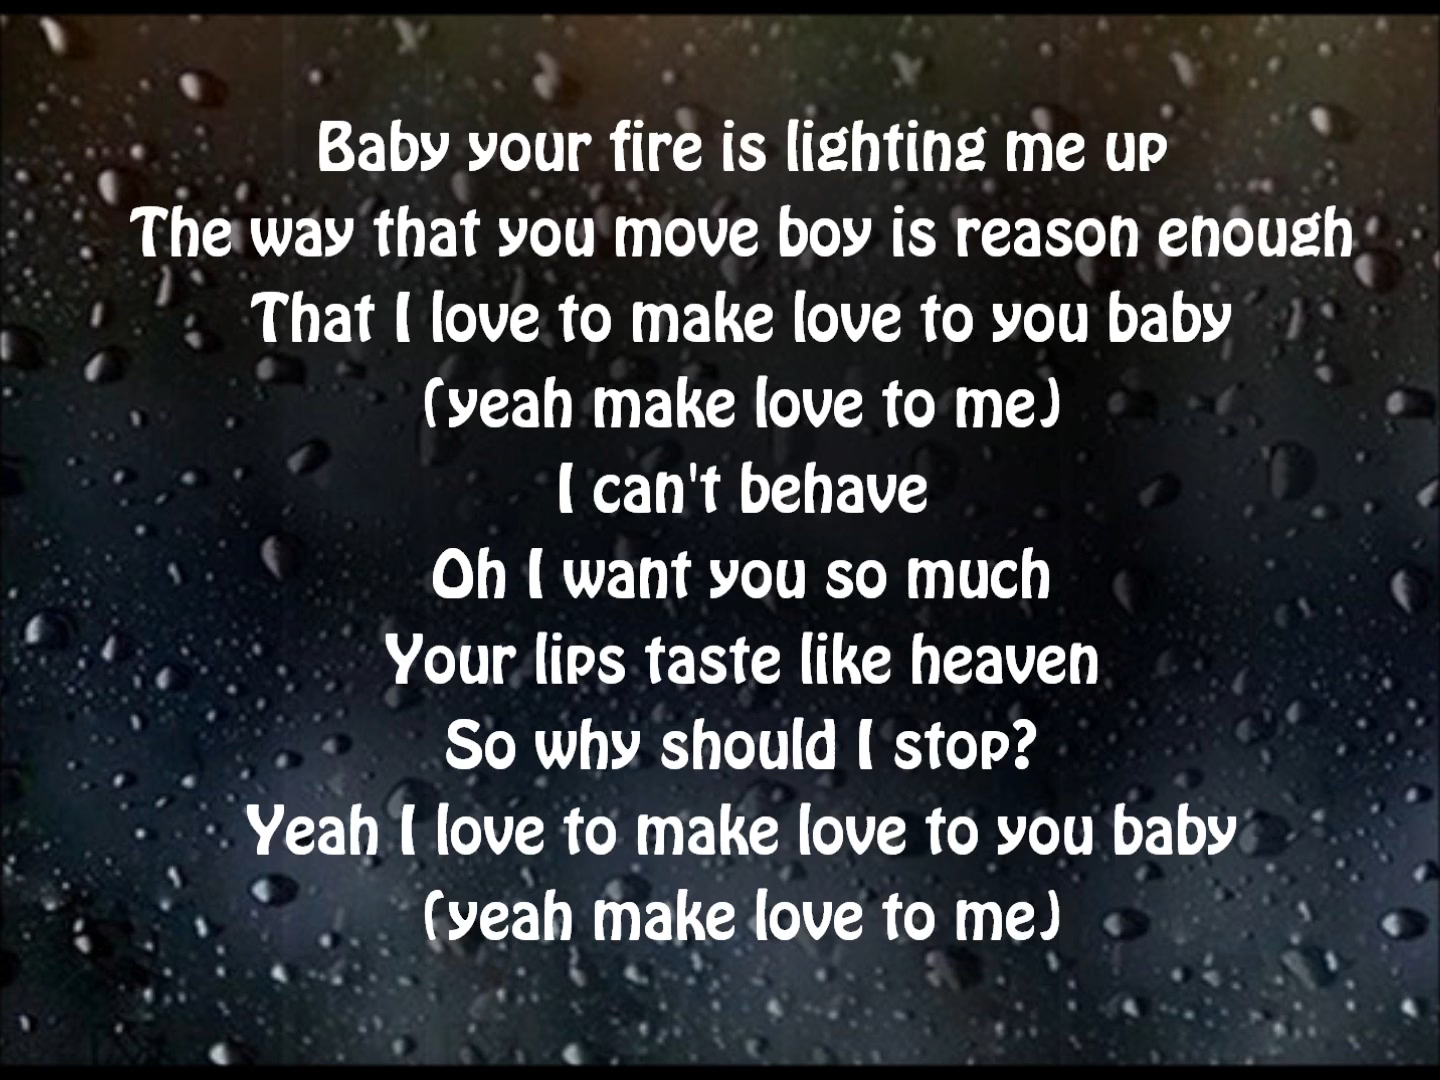 Baby your fire is lighting me up
The way that you move boy is reason enough
That I love to make love to you baby
(yeah make love to me)
I can't behave
Oh I want you so much
Your lips taste like heaven
So why should I stop?
Yeah I love to make love to you baby
(yeah make love to me)